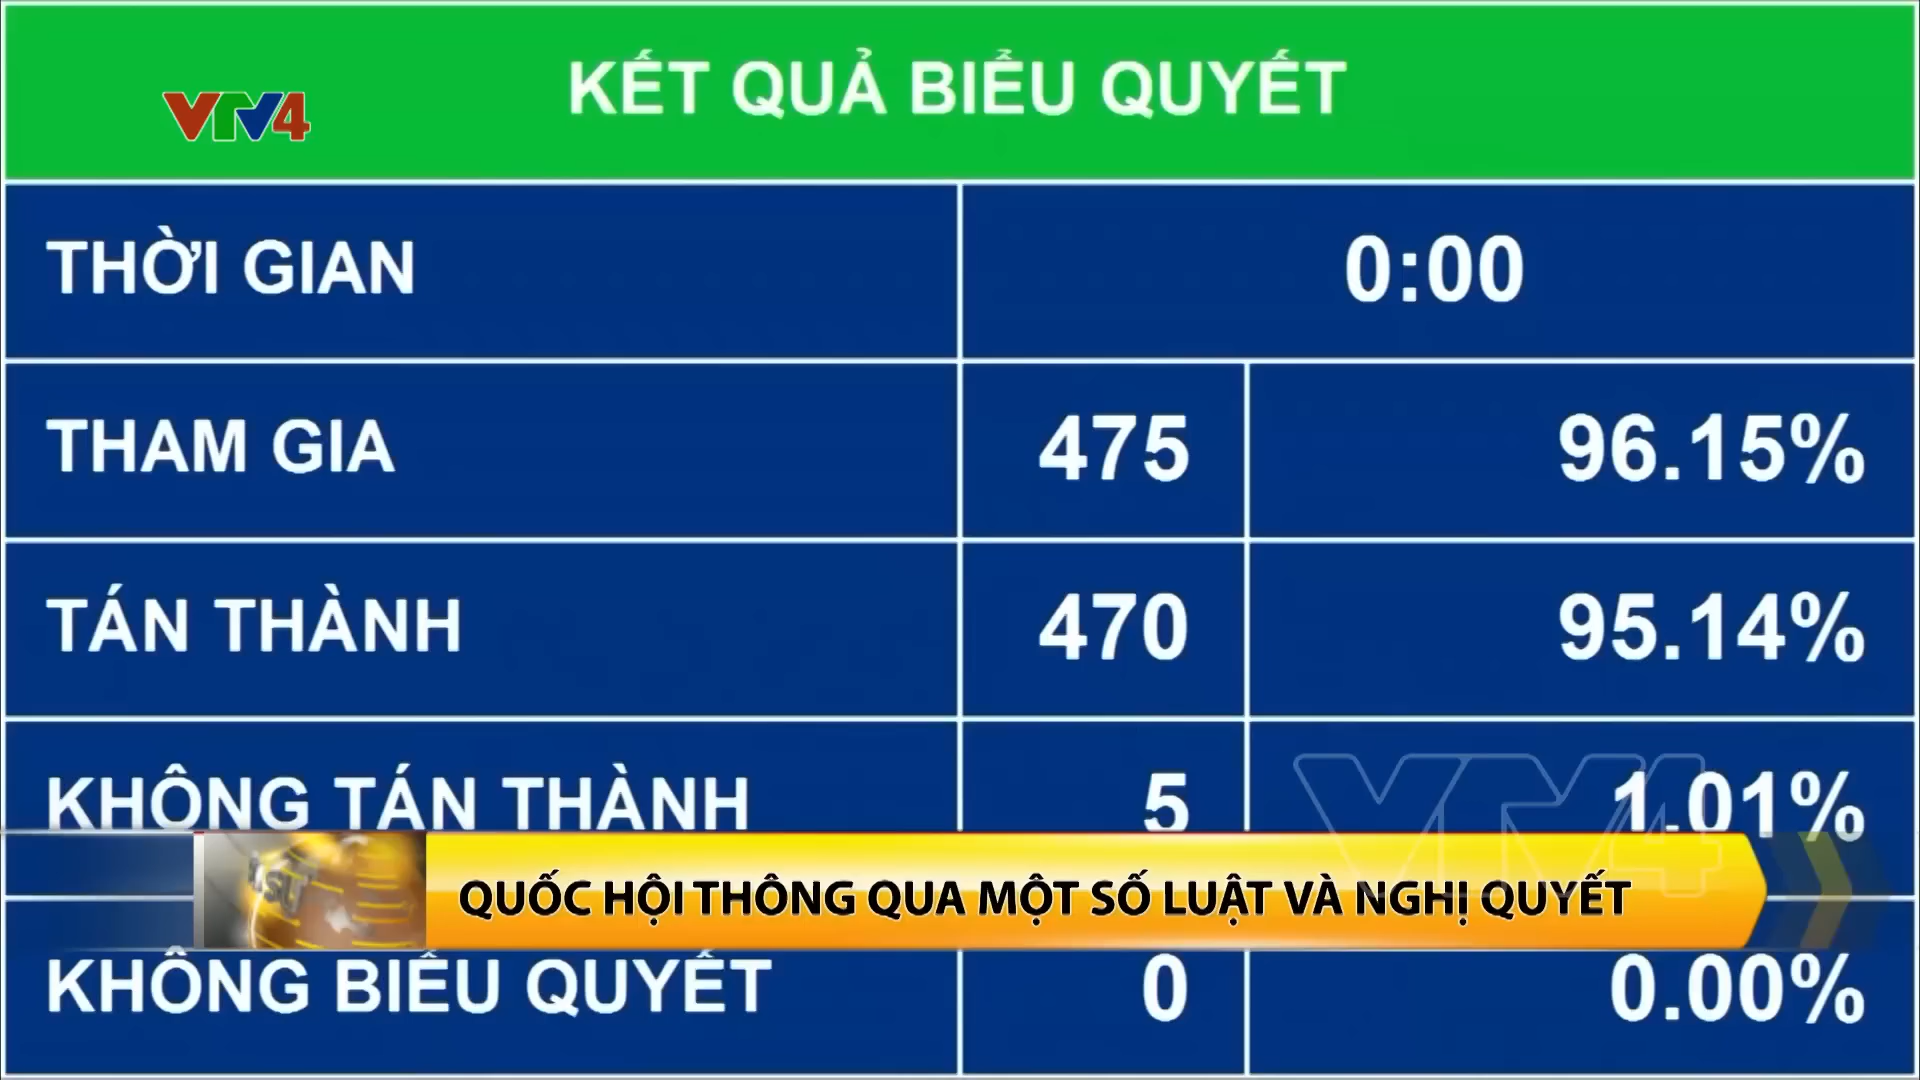 KẾT QUẢ BIỂU QUYẾT
VTV4
THỜI GIAN 0:00
THAM GIA 475 96.15%
TÁN THÀNH 470 95.14%
KHÔNG TÁN THÀNH 5 1.01%
VTV4
QUỐC HỘI THÔNG QUA MỘT SỐ LUẬT VÀ NGHỊ QUYẾT
KHÔNG BIỂU QUYẾT 0 0.00%